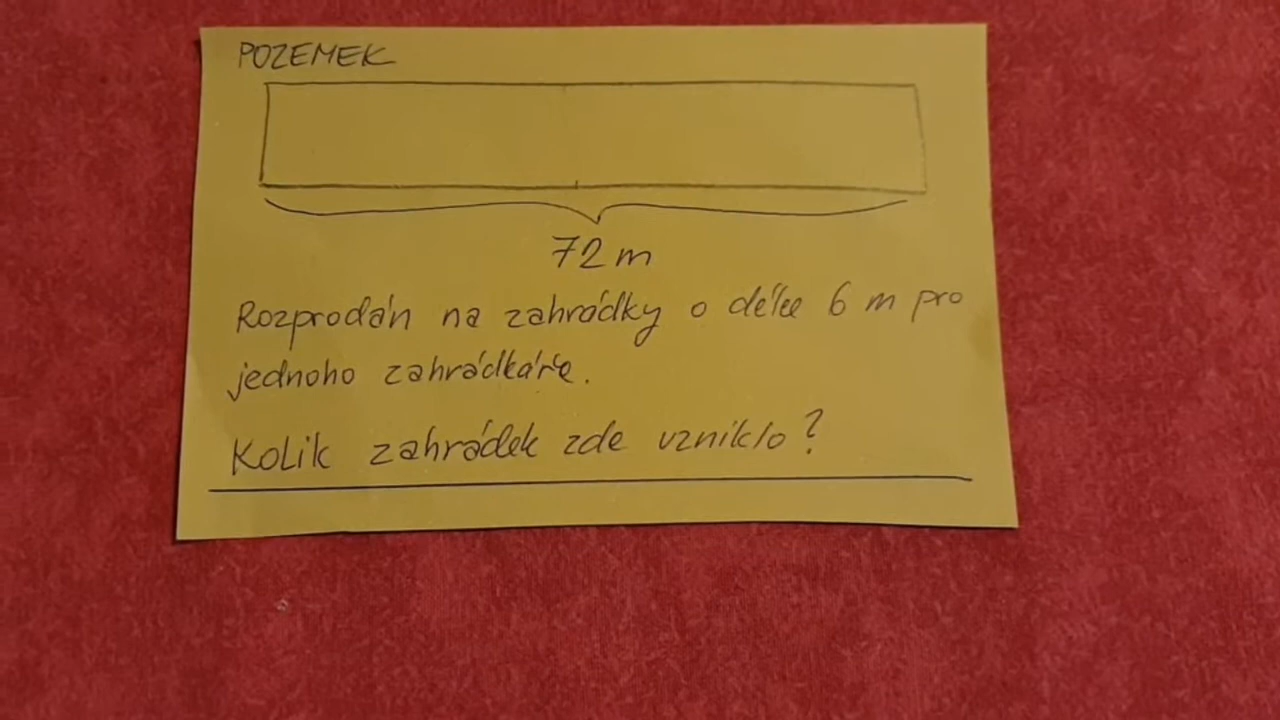 POZEMEK
72 m
Rozprodán na zahrádky o délce 6 m pro
jednoho zahrádkáře.
Kolik zahrádek zde vzniklo?